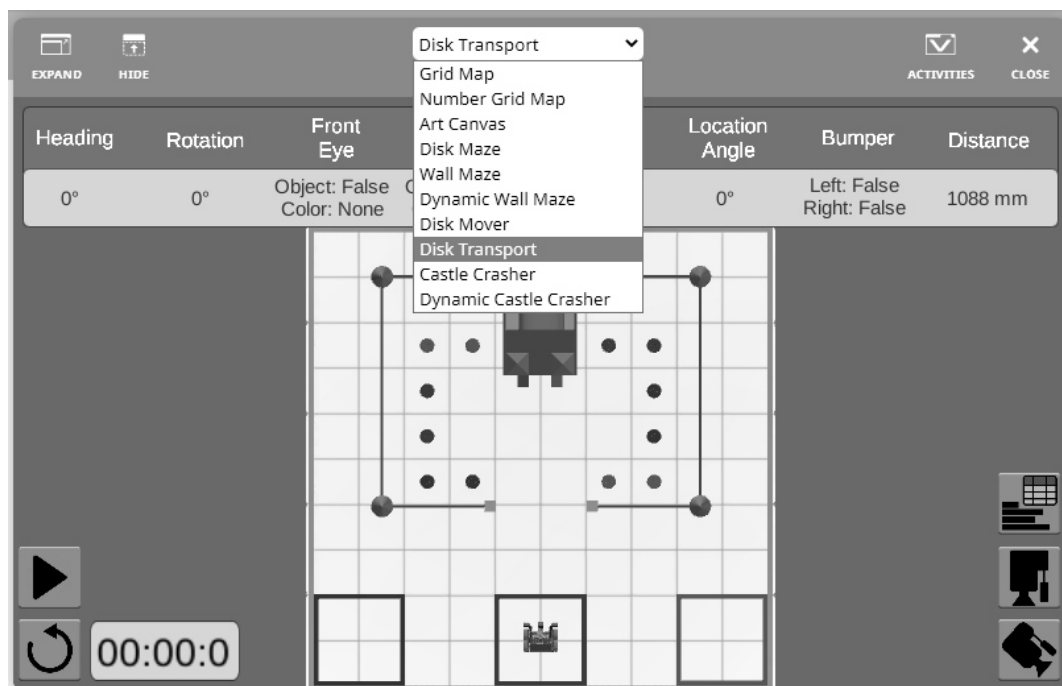 Disk Transport
EXPAND
HIDE
ACTIVITIES
CLOSE
Grid Map
Number Grid Map
Art Canvas
Disk Maze
Wall Maze
Dynamic Wall Maze
Disk Mover
Disk Transport
Castle Crasher
Dynamic Castle Crasher
Heading
Rotation
Front
Eye
Location
Angle
Bumper
Distance
0°
0°
Object: False
Color: None
0°
Left: False
Right: False
1088 mm
00:00:0